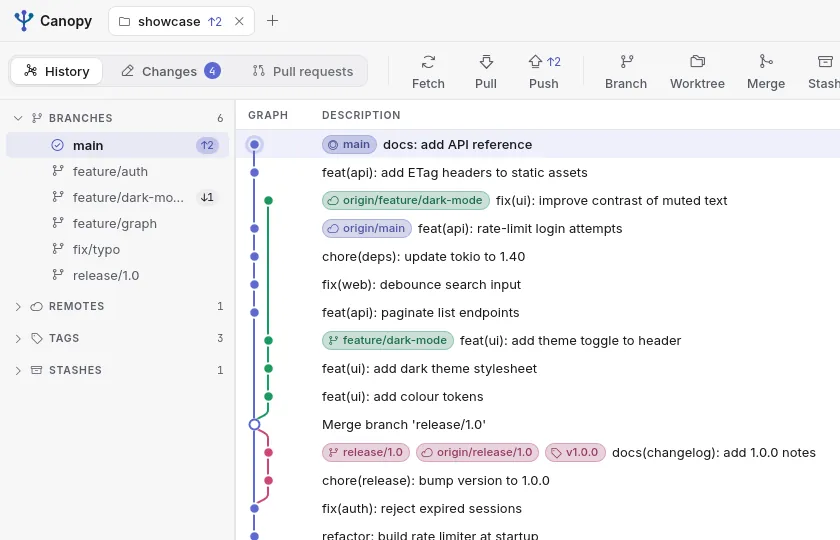 Canopy
showcase ↑2
History
Changes 4
Pull requests
Fetch
Pull
↑2
Push
Branch
Worktree
Merge
Stash
BRANCHES 6
main ↑2
feature/auth
feature/dark-mo... ↓1
feature/graph
fix/typo
release/1.0
REMOTES 1
TAGS 3
STASHES 1
GRAPH DESCRIPTION
main docs: add API reference
feat(api): add ETag headers to static assets
origin/feature/dark-mode fix(ui): improve contrast of muted text
origin/main feat(api): rate-limit login attempts
chore(deps): update tokio to 1.40
fix(web): debounce search input
feat(api): paginate list endpoints
feature/dark-mode feat(ui): add theme toggle to header
feat(ui): add dark theme stylesheet
feat(ui): add colour tokens
Merge branch 'release/1.0'
release/1.0 origin/release/1.0 v1.0.0 docs(changelog): add 1.0.0 notes
chore(release): bump version to 1.0.0
fix(auth): reject expired sessions
refactor: build rate limiter at startup